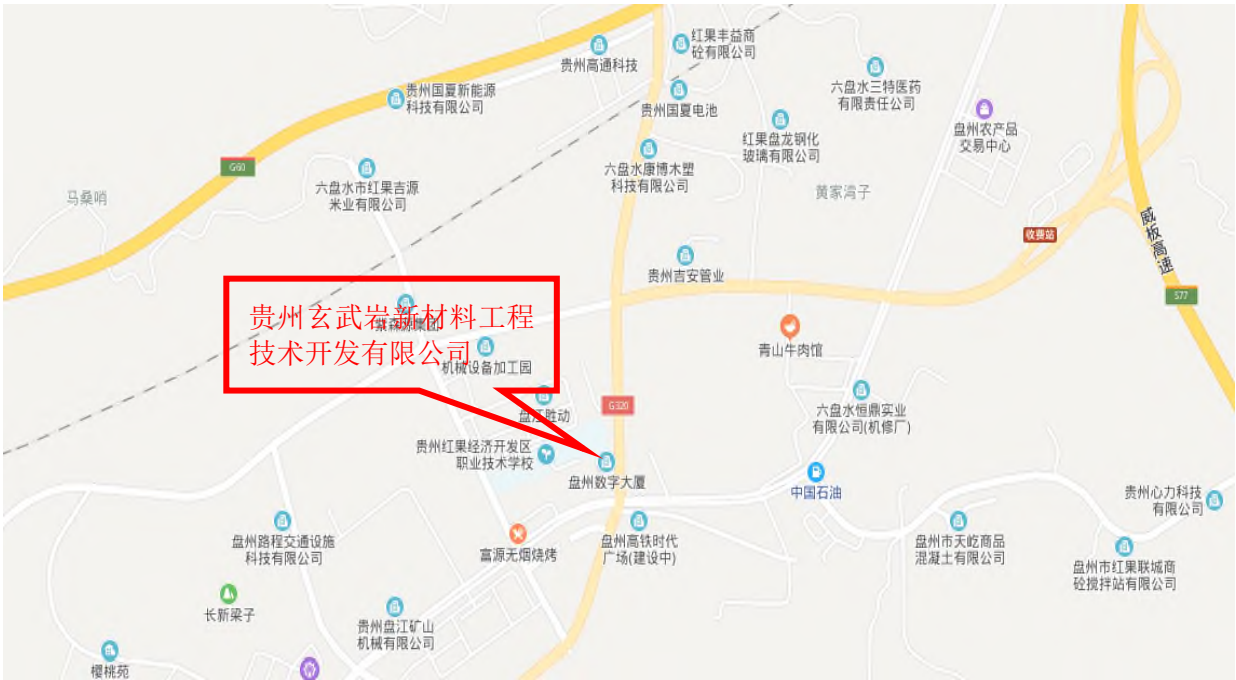 红果丰益商
砼有限公司
贵州高通科技
六盘水三特医药
有限责任公司
贵州国夏新能源
科技有限公司
贵州国夏电池
盘州农产品
交易中心
红果盘龙钢化
玻璃有限公司
G60
六盘水康博木塑
科技有限公司
六盘水市红果吉源
米业有限公司
马桑哨
黄家湾子
威板高速
收费站
贵州吉安管业
S77
贵州玄武岩新材料工程
技术开发有限公司
机械设备加工园
青山牛肉馆
盘江胜动
G320
六盘水恒鼎实业
有限公司(机修厂)
贵州红果经济开发区
职业技术学校
盘州数字大厦
中国石油
贵州心力科技
有限公司
盘州路程交通设施
科技有限公司
富源无烟烧烤
盘州高铁时代
广场(建设中)
盘州市天屹商品
混凝土有限公司
盘州市红果联城商
砼搅拌站有限公司
长新梁子
贵州盘江矿山
机械有限公司
樱桃苑